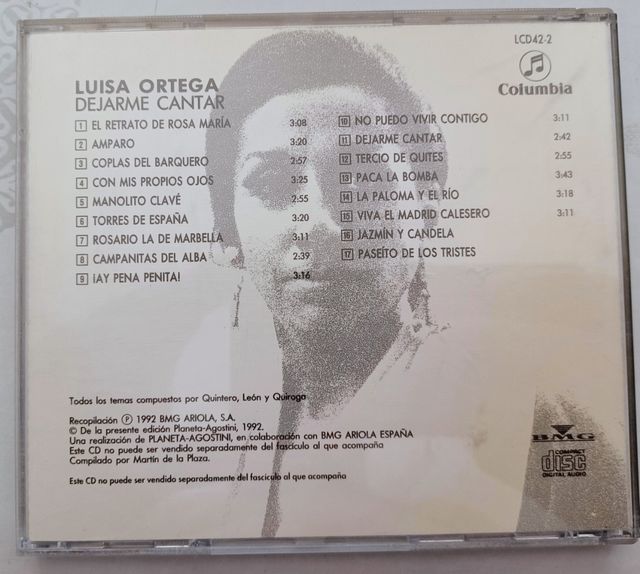 LCD42-2
Columbia
LUISA ORTEGA
DEJARME CANTAR
1 EL RETRATO DE ROSA MARÍA 3:08
2 AMPARO 3:20
3 COPLAS DEL BARQUERO 2:57
4 CON MIS PROPIOS OJOS 3:25
5 MANOLITO CLAVÉ 2:55
6 TORRES DE ESPAÑA 3:20
7 ROSARIO LA DE MARBELLA 3:11
8 CAMPANITAS DEL ALBA 2:39
9 ¡AY PENA PENITA! 3:16
10 NO PUEDO VIVIR CONTIGO 3:11
11 DEJARME CANTAR 2:42
12 TERCIO DE QUITES 2:55
13 PACA LA BOMBA 3:43
14 LA PALOMA Y EL RÍO 3:18
15 VIVA EL MADRID CALESERO 3:11
16 JAZMÍN Y CANDELA
17 PASEÍTO DE LOS TRISTES
Todos los temas compuestos por Quintero, León y Quiroga
Recopilación Ⓟ 1992 BMG ARIOLA, S.A.
© De la presente edición Planeta-Agostini, 1992.
Una realización de PLANETA-AGOSTINI, en colaboración con BMG ARIOLA ESPAÑA
Este CD no puede ser vendido separadamente del fascículo al que acompaña
Compilado por Martín de la Plaza.
Este CD no puede ser vendido separadamente del fascículo al que acompaña
BMG
COMPACT
disc
DIGITAL AUDIO